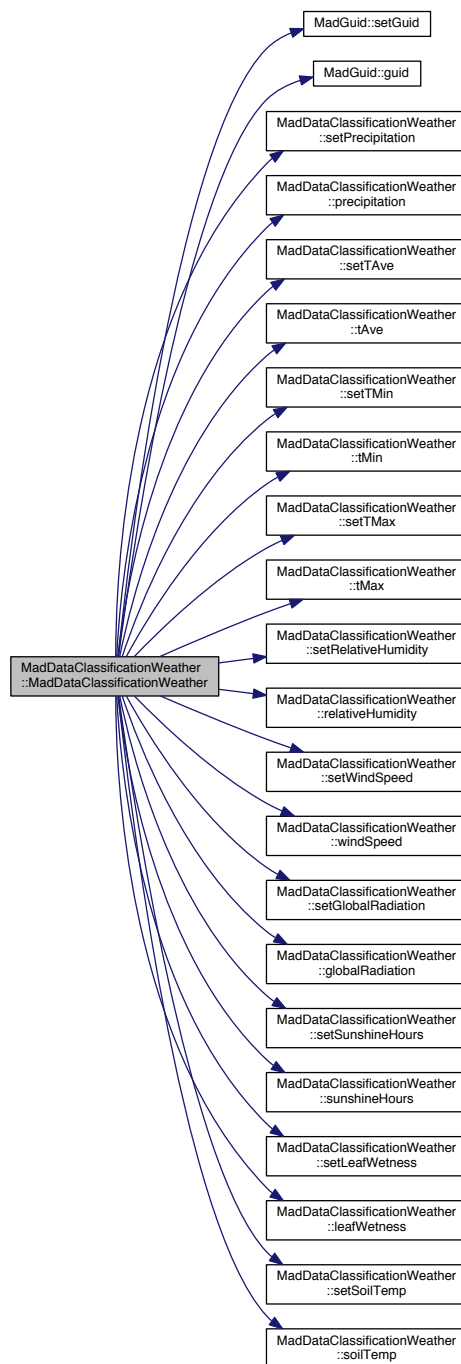 MadGuid::setGuid
MadGuid::guid
MadDataClassificationWeather
::setPrecipitation
MadDataClassificationWeather
::precipitation
MadDataClassificationWeather
::setTAve
MadDataClassificationWeather
::tAve
MadDataClassificationWeather
::setTMin
MadDataClassificationWeather
::tMin
MadDataClassificationWeather
::setTMax
MadDataClassificationWeather
::tMax
MadDataClassificationWeather
::MadDataClassificationWeather
MadDataClassificationWeather
::setRelativeHumidity
MadDataClassificationWeather
::relativeHumidity
MadDataClassificationWeather
::setWindSpeed
MadDataClassificationWeather
::windSpeed
MadDataClassificationWeather
::setGlobalRadiation
MadDataClassificationWeather
::globalRadiation
MadDataClassificationWeather
::setSunshineHours
MadDataClassificationWeather
::sunshineHours
MadDataClassificationWeather
::setLeafWetness
MadDataClassificationWeather
::leafWetness
MadDataClassificationWeather
::setSoilTemp
MadDataClassificationWeather
::soilTemp